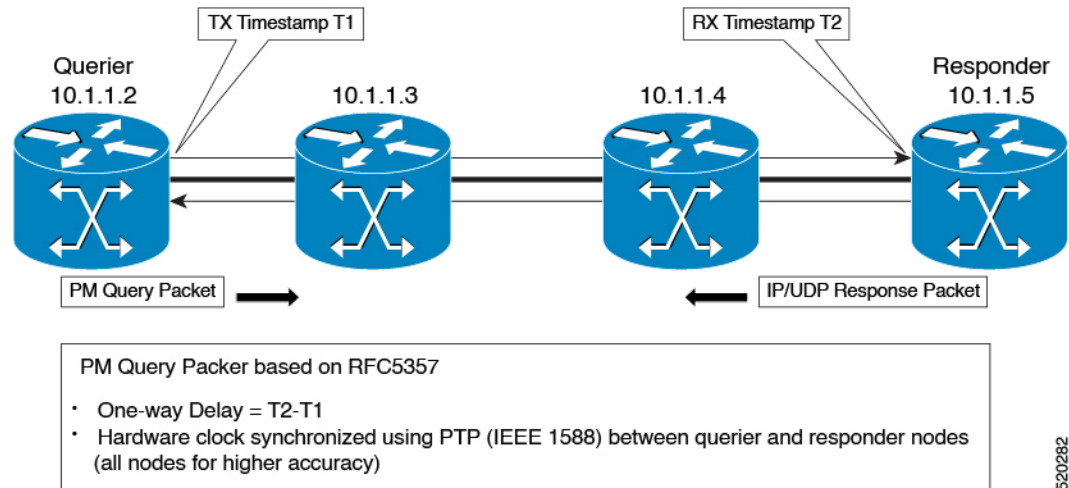 TX Timestamp T1
RX Timestamp T2
Querier
10.1.1.2
10.1.1.3
10.1.1.4
Responder
10.1.1.5
PM Query Packet
IP/UDP Response Packet
PM Query Packer based on RFC5357
• One-way Delay = T2-T1
• Hardware clock synchronized using PTP (IEEE 1588) between querier and responder nodes
(all nodes for higher accuracy)
520282